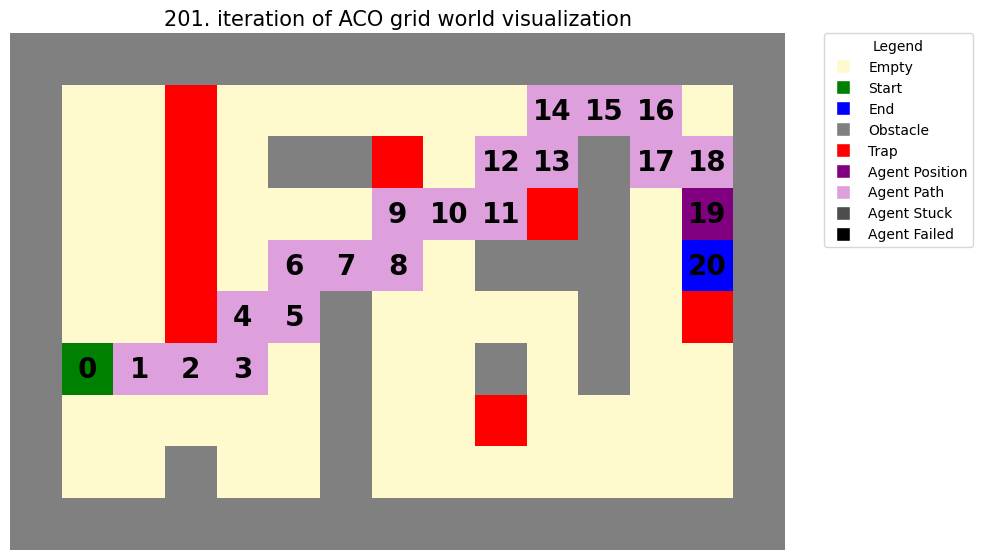 201. iteration of ACO grid world visualization
Legend
Empty
Start
End
Obstacle
Trap
Agent Position
Agent Path
Agent Stuck
Agent Failed
14 15 16
12 13 17 18
9 10 11 19
6 7 8 20
4 5
0 1 2 3